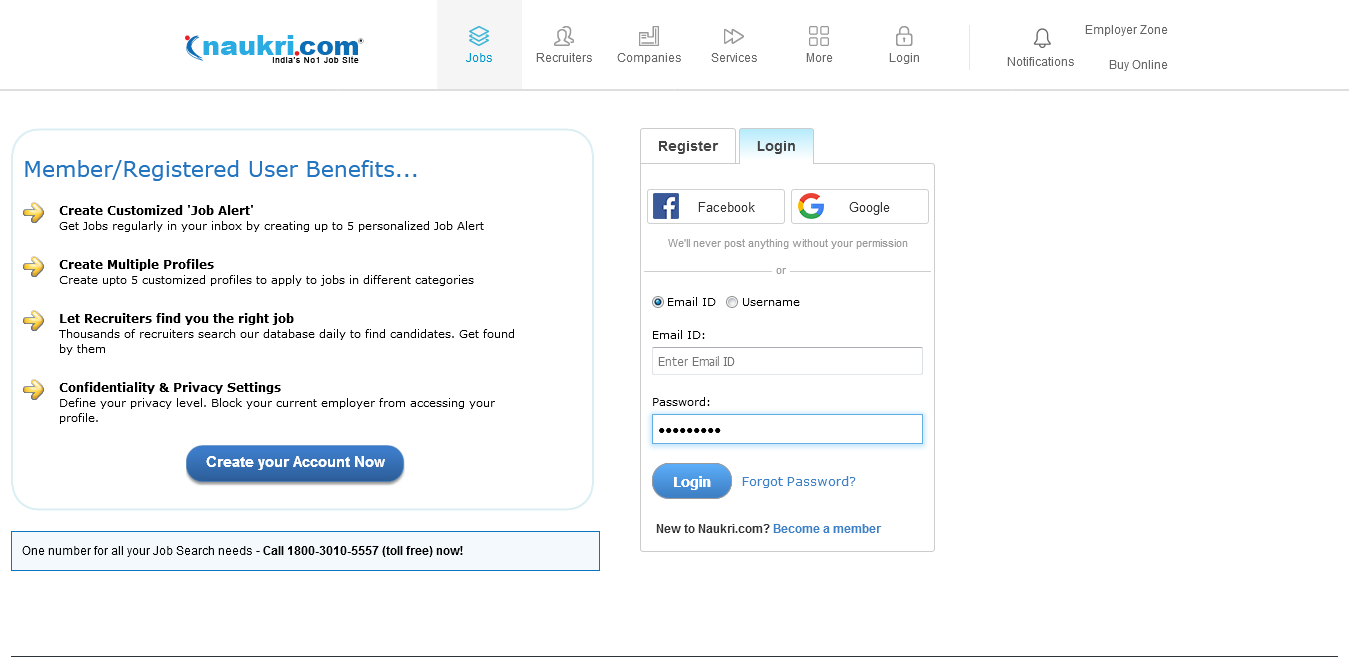 naukri.com
India's No1 Job Site
Jobs
Recruiters
Companies
Services
More
Login
Notifications
Employer Zone
Buy Online
Member/Registered User Benefits...
Create Customized 'Job Alert'
Get Jobs regularly in your inbox by creating up to 5 personalized Job Alert
Create Multiple Profiles
Create upto 5 customized profiles to apply to jobs in different categories
Let Recruiters find you the right job
Thousands of recruiters search our database daily to find candidates. Get found
by them
Confidentiality & Privacy Settings
Define your privacy level. Block your current employer from accessing your
profile.
Create your Account Now
One number for all your Job Search needs - Call 1800-3010-5557 (toll free) now!
Register
Login
Facebook
Google
We'll never post anything without your permission
or
Email ID
Username
Email ID:
Enter Email ID
Password:
•••••••••
Login
Forgot Password?
New to Naukri.com? Become a member